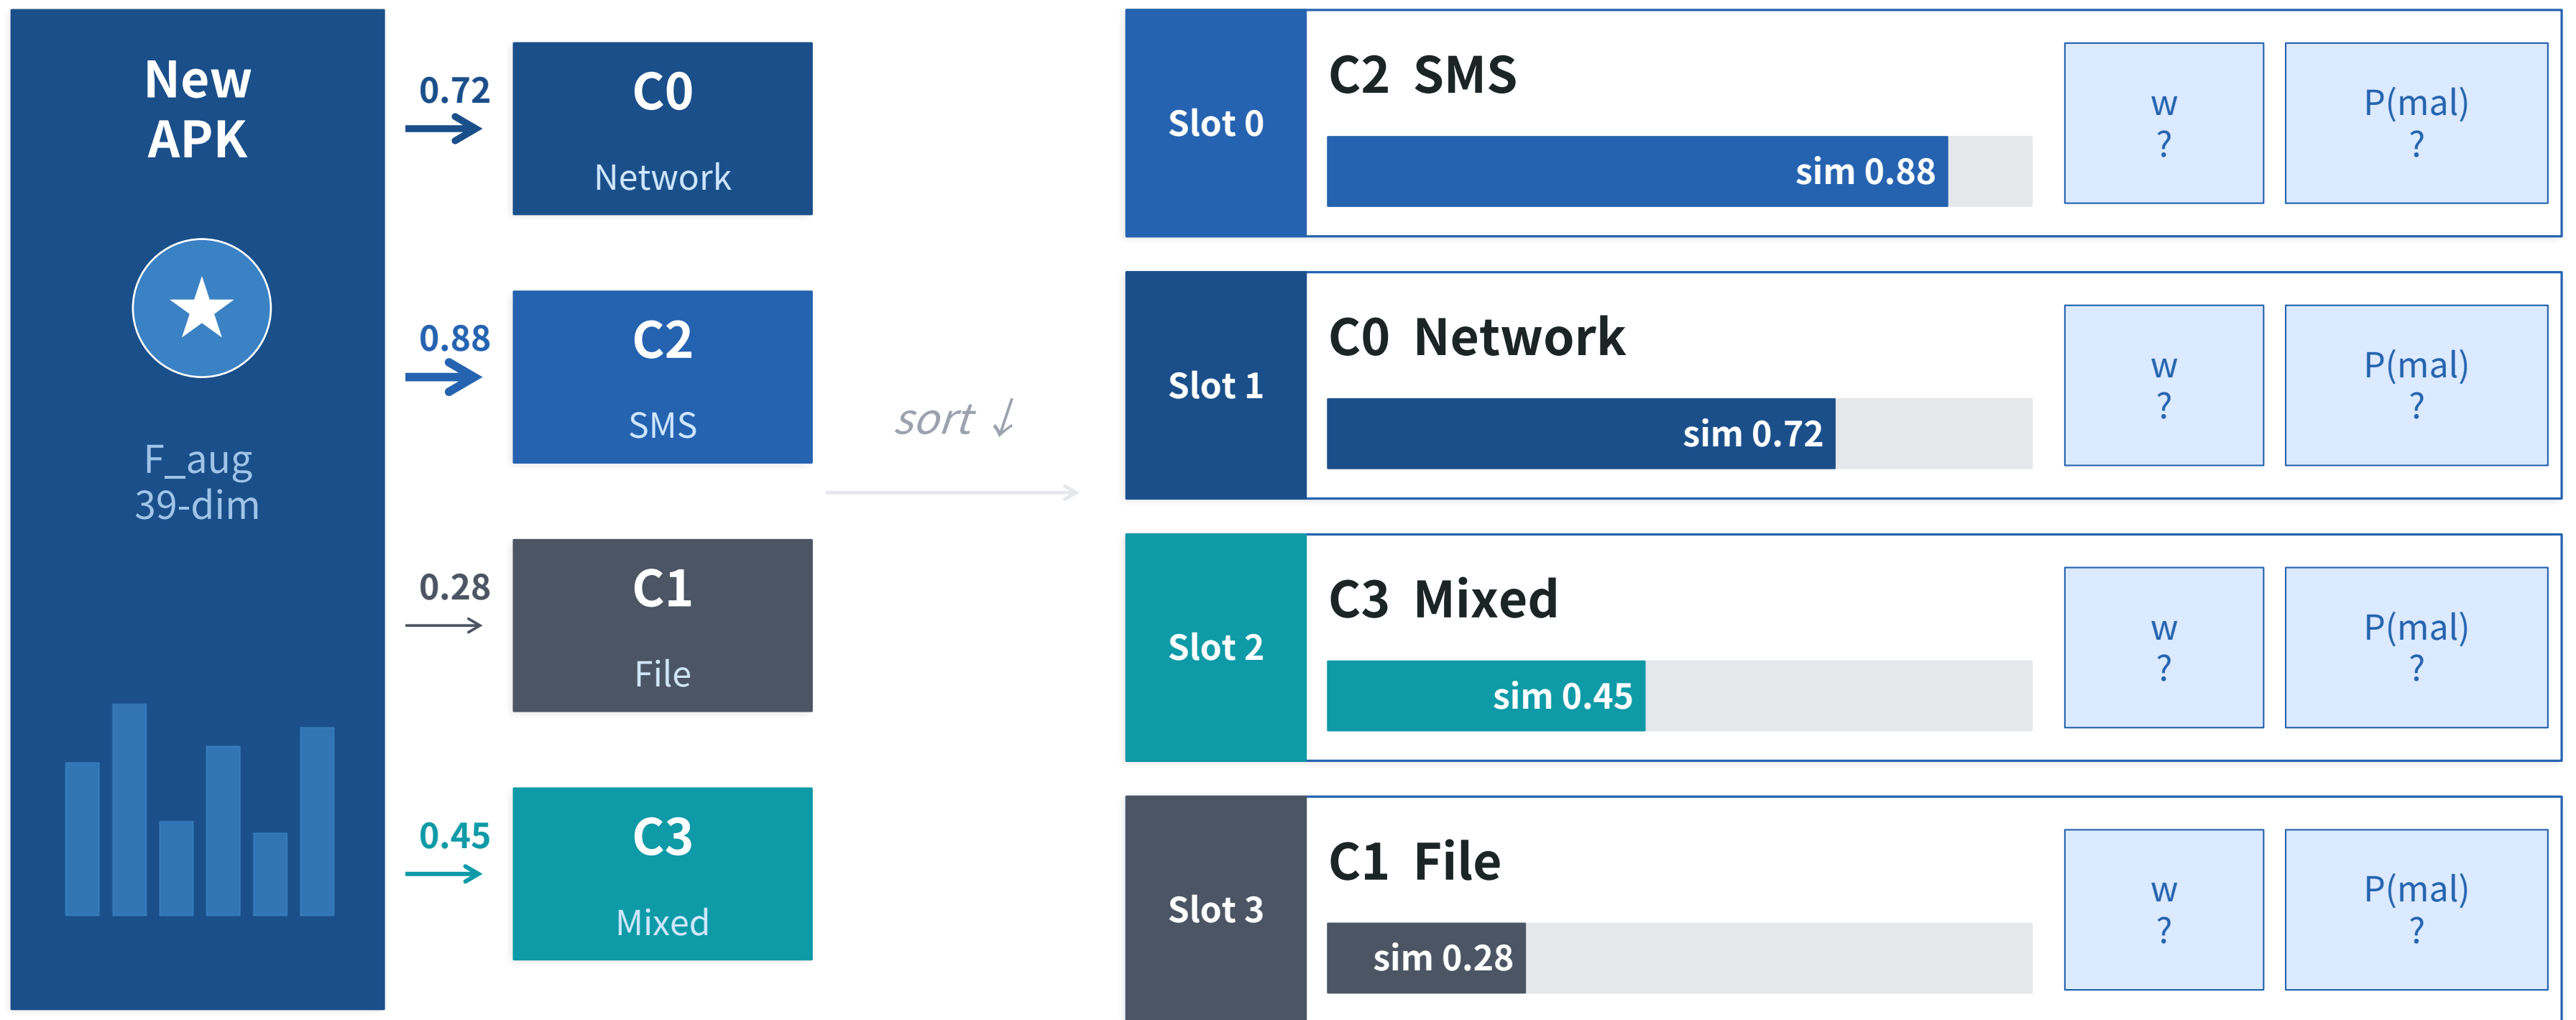 New
APK
F_aug
39-dim
0.72
C0
Network
0.88
C2
SMS
0.28
C1
File
0.45
C3
Mixed
sort ↓
Slot 0
C2 SMS
sim 0.88
w
?
P(mal)
?
Slot 1
C0 Network
sim 0.72
w
?
P(mal)
?
Slot 2
C3 Mixed
sim 0.45
w
?
P(mal)
?
Slot 3
C1 File
sim 0.28
w
?
P(mal)
?